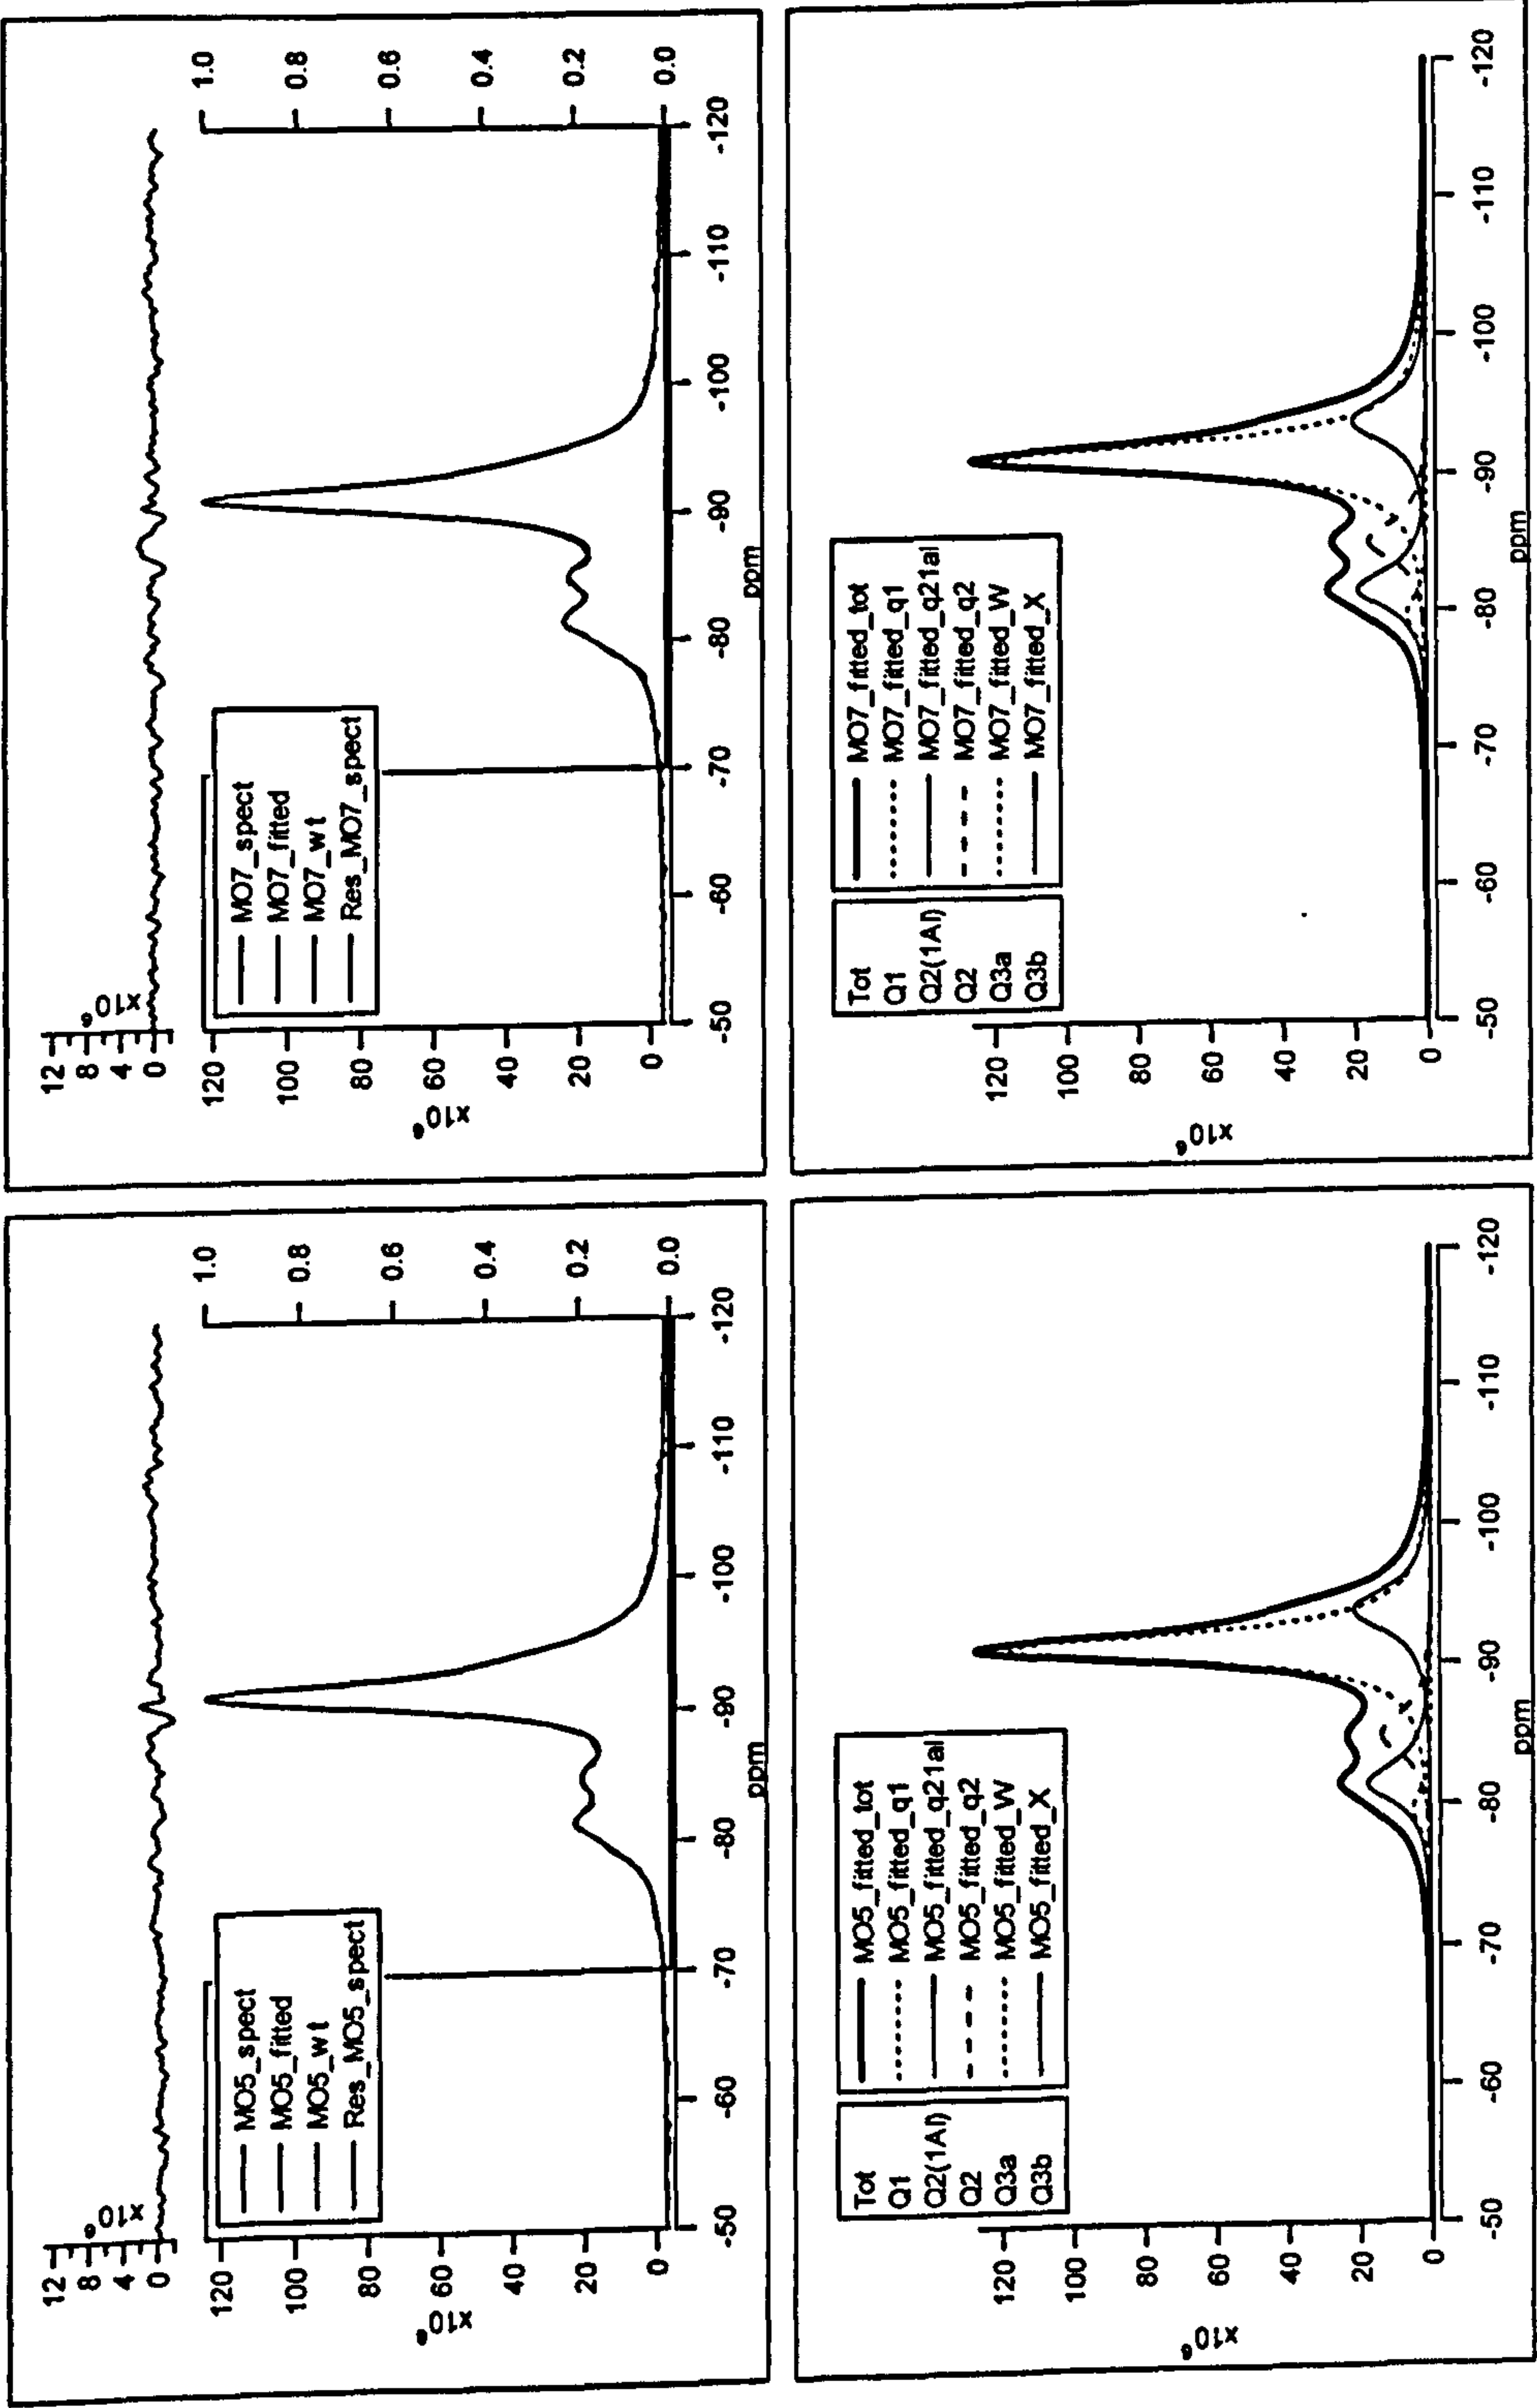 12
8
4
0
x10⁶
120
100
80
60
40
20
0
x10⁶
MO5_spect
MO5_fitted
MO5_wt
Res_MO5_spect
1.0
0.8
0.6
0.4
0.2
0.0
-50 -60 -70 -80 -90 -100 -110 -120
ppm
12
8
4
0
x10⁶
120
100
80
60
40
20
0
x10⁶
MO7_spect
MO7_fitted
MO7_wt
Res_MO7_spect
1.0
0.8
0.6
0.4
0.2
0.0
-50 -60 -70 -80 -90 -100 -110 -120
ppm
120
100
80
60
40
20
0
x10⁶
Tot MO5_fitted_tot
Q1 MO5_fitted_q1
Q2(1Al) MO5_fitted_q21al
Q2 MO5_fitted_q2
Q3a MO5_fitted_W
Q3b MO5_fitted_X
-50 -60 -70 -80 -90 -100 -110 -120
ppm
120
100
80
60
40
20
0
x10⁶
Tot MO7_fitted_tot
Q1 MO7_fitted_q1
Q2(1Al) MO7_fitted_q21al
Q2 MO7_fitted_q2
Q3a MO7_fitted_W
Q3b MO7_fitted_X
-50 -60 -70 -80 -90 -100 -110 -120
ppm